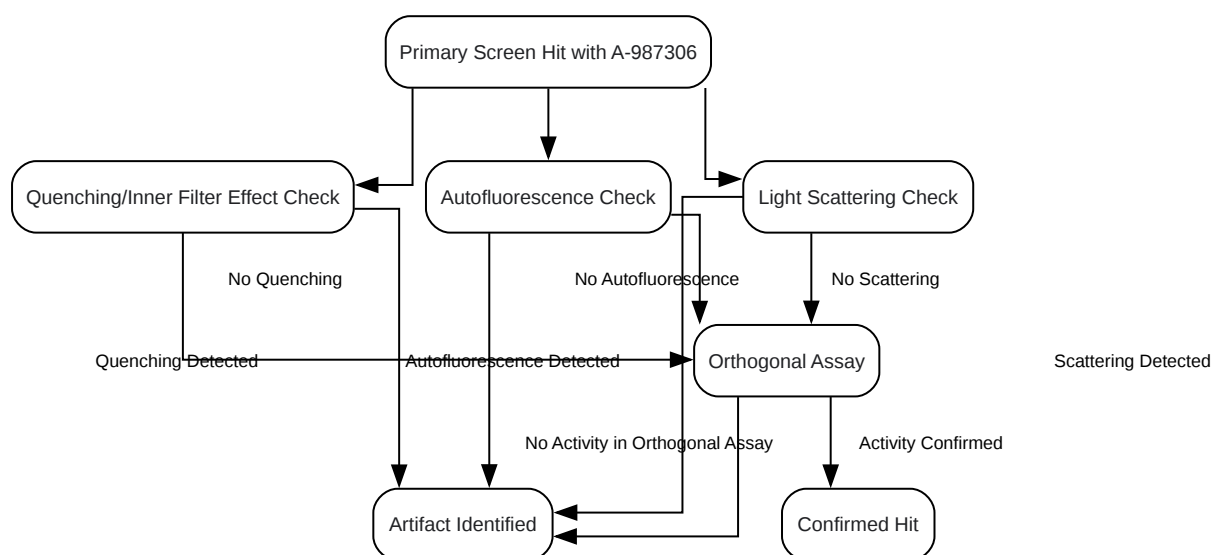 Primary Screen Hit with A-987306
Quenching/Inner Filter Effect Check
Autofluorescence Check
Light Scattering Check
No Quenching
No Autofluorescence
No Scattering
Quenching Detected
Autofluorescence Detected
Orthogonal Assay
Scattering Detected
No Activity in Orthogonal Assay
Activity Confirmed
Artifact Identified
Confirmed Hit